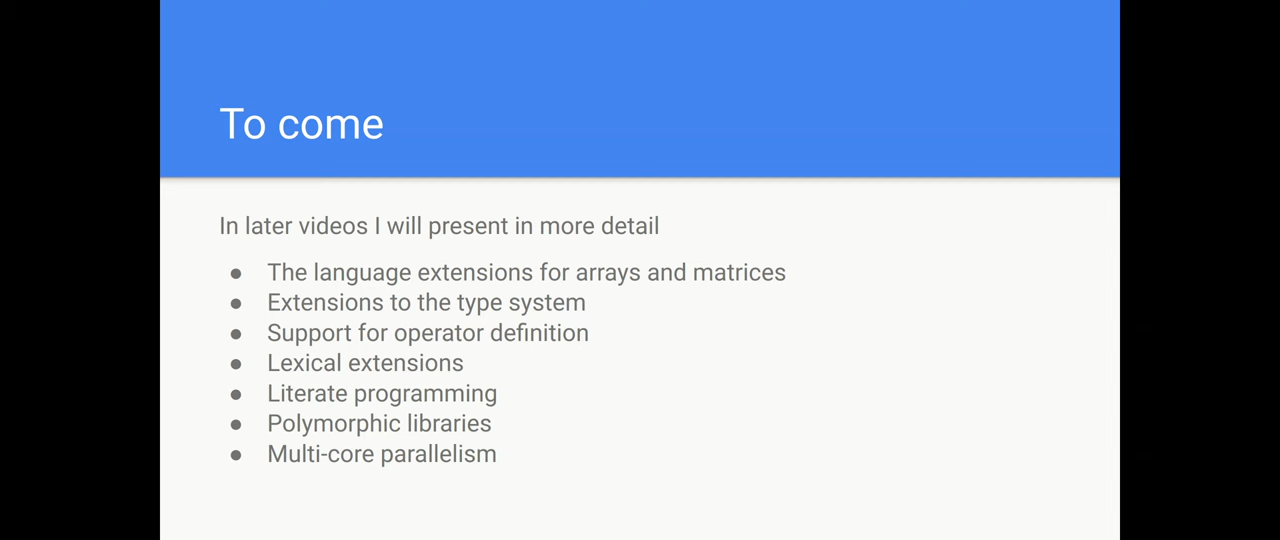 To come
In later videos I will present in more detail
● The language extensions for arrays and matrices
● Extensions to the type system
● Support for operator definition
● Lexical extensions
● Literate programming
● Polymorphic libraries
● Multi-core parallelism